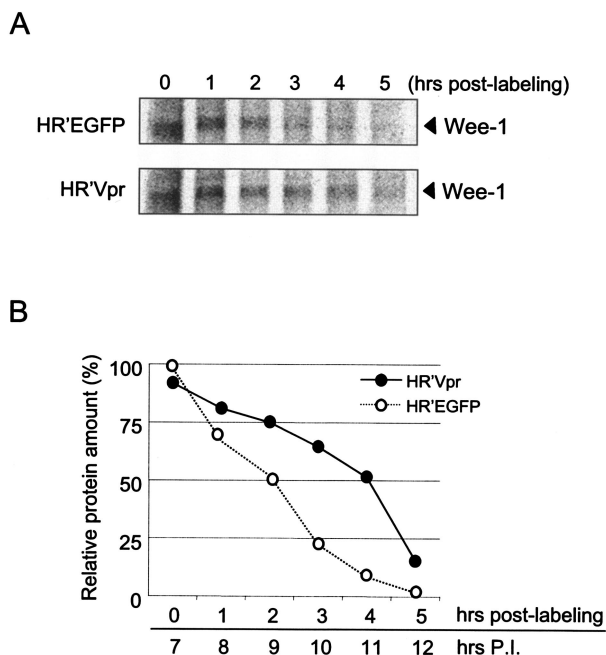 A
0 1 2 3 4 5 (hrs post-labeling)
HR'EGFP ◀ Wee-1
HR'Vpr ◀ Wee-1
B
Relative protein amount (%)
100
75
50
25
0
HR'Vpr
HR'EGFP
0 1 2 3 4 5 hrs post-labeling
7 8 9 10 11 12 hrs P.I.